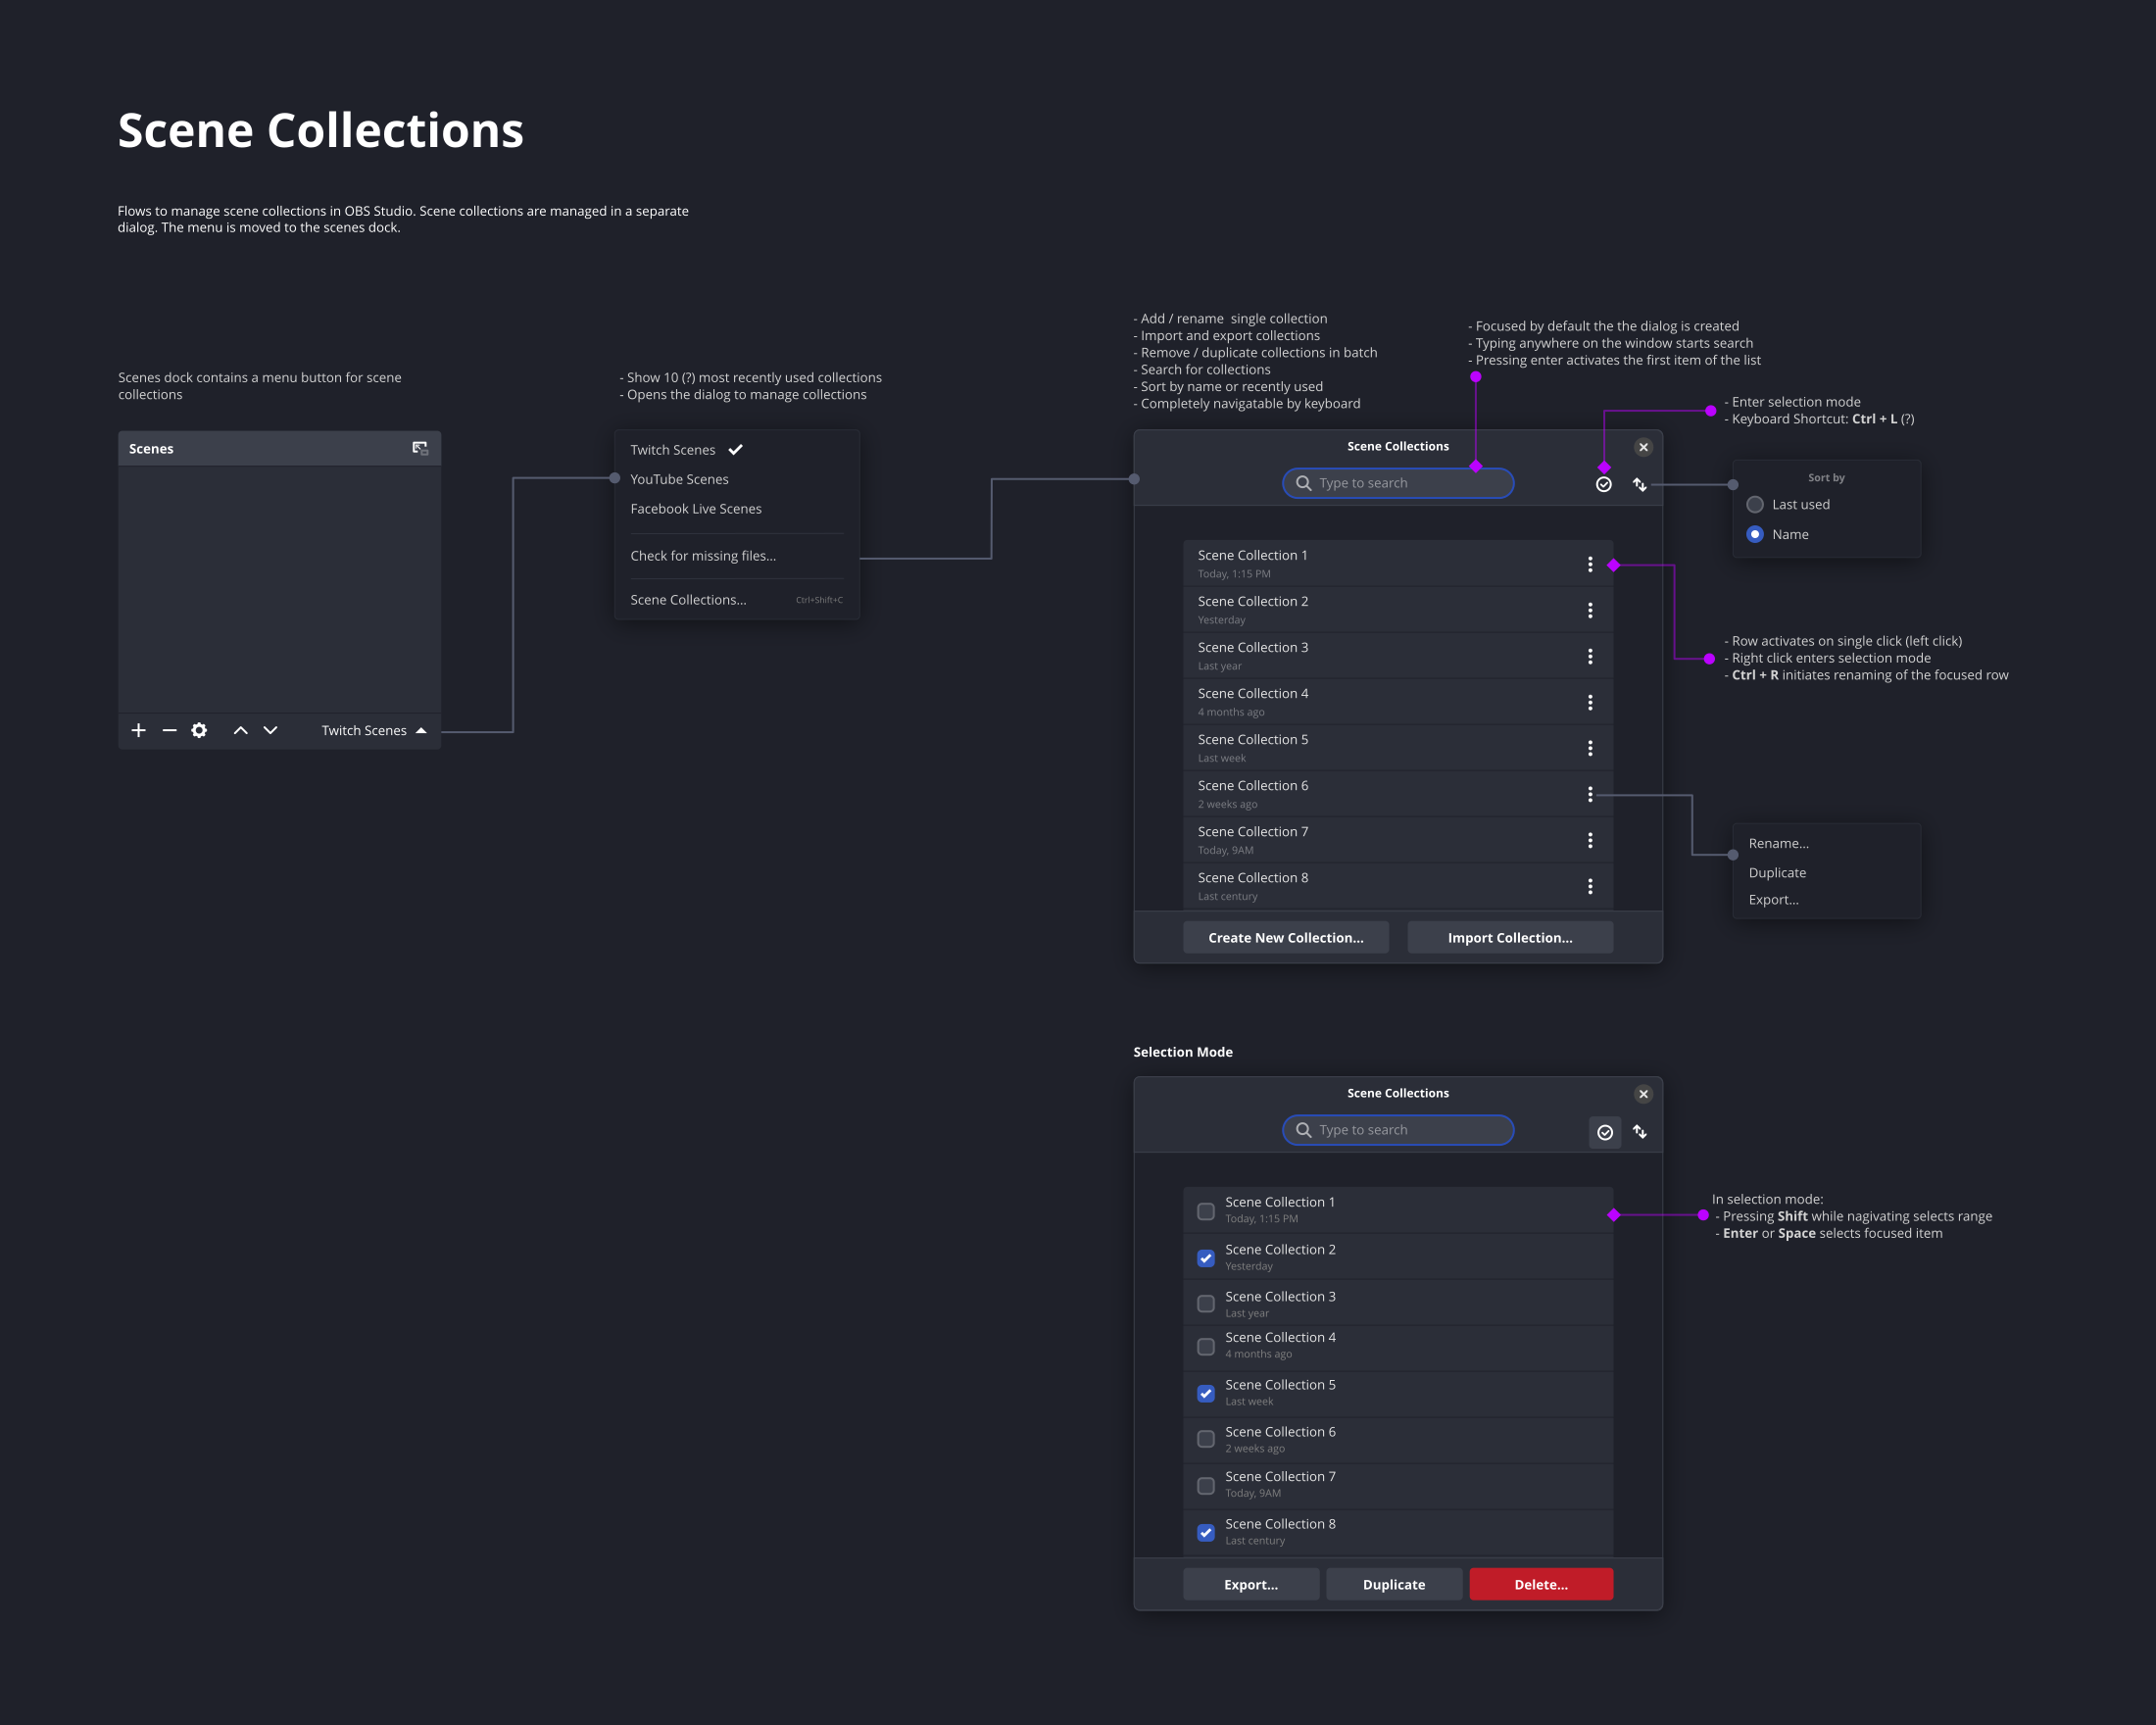 Scene Collections
Flows to manage scene collections in OBS Studio. Scene collections are managed in a separate
dialog. The menu is moved to the scenes dock.
Scenes dock contains a menu button for scene
collections
Scenes
Twitch Scenes
- Show 10 (?) most recently used collections
- Opens the dialog to manage collections
Twitch Scenes
YouTube Scenes
Facebook Live Scenes
Check for missing files...
Scene Collections... Ctrl+Shift+C
- Add / rename  single collection
- Import and export collections
- Remove / duplicate collections in batch
- Search for collections
- Sort by name or recently used
- Completely navigatable by keyboard
- Focused by default the the dialog is created
- Typing anywhere on the window starts search
- Pressing enter activates the first item of the list
- Enter selection mode
- Keyboard Shortcut: Ctrl + L (?)
Scene Collections
Type to search
Sort by
Last used
Name
Scene Collection 1
Today, 1:15 PM
Scene Collection 2
Yesterday
Scene Collection 3
Last year
Scene Collection 4
4 months ago
Scene Collection 5
Last week
Scene Collection 6
2 weeks ago
Scene Collection 7
Today, 9AM
Scene Collection 8
Last century
Create New Collection... Import Collection...
- Row activates on single click (left click)
- Right click enters selection mode
- Ctrl + R initiates renaming of the focused row
Rename...
Duplicate
Export...
Selection Mode
Scene Collections
Type to search
Scene Collection 1
Today, 1:15 PM
Scene Collection 2
Yesterday
Scene Collection 3
Last year
Scene Collection 4
4 months ago
Scene Collection 5
Last week
Scene Collection 6
2 weeks ago
Scene Collection 7
Today, 9AM
Scene Collection 8
Last century
Export... Duplicate Delete...
In selection mode:
- Pressing Shift while nagivating selects range
- Enter or Space selects focused item